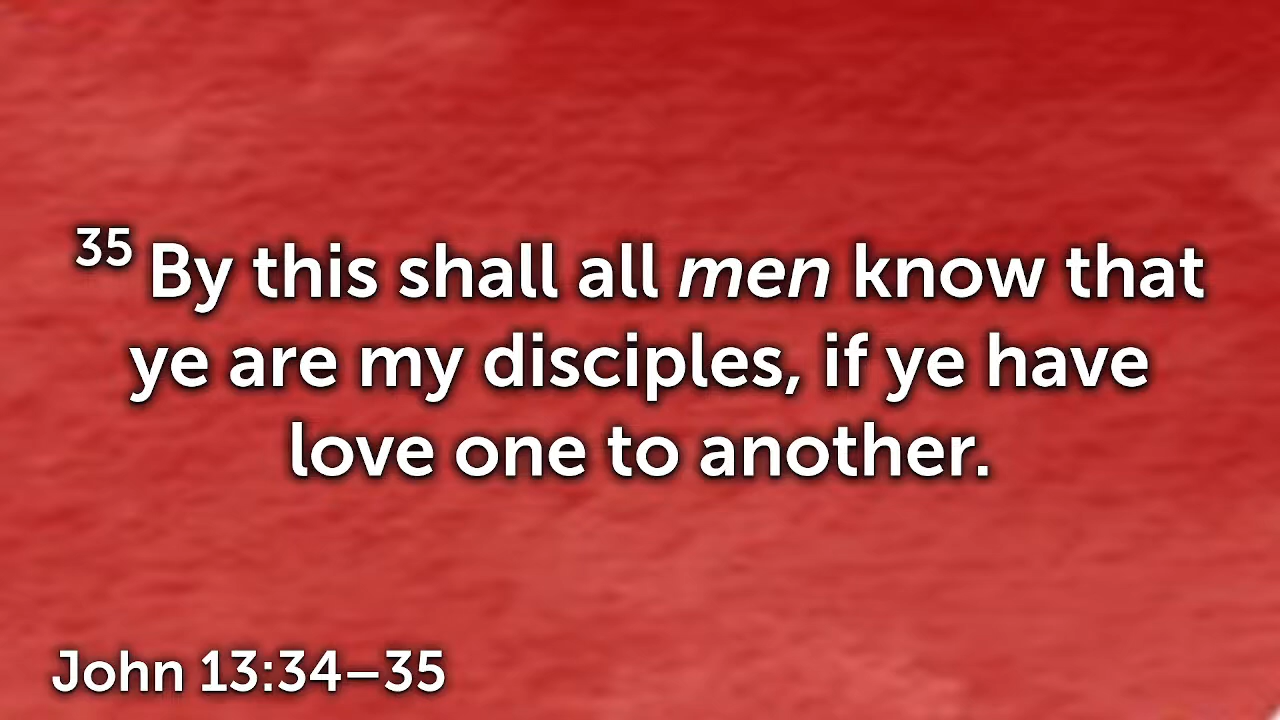 35 By this shall all men know that
ye are my disciples, if ye have
love one to another.
John 13:34–35